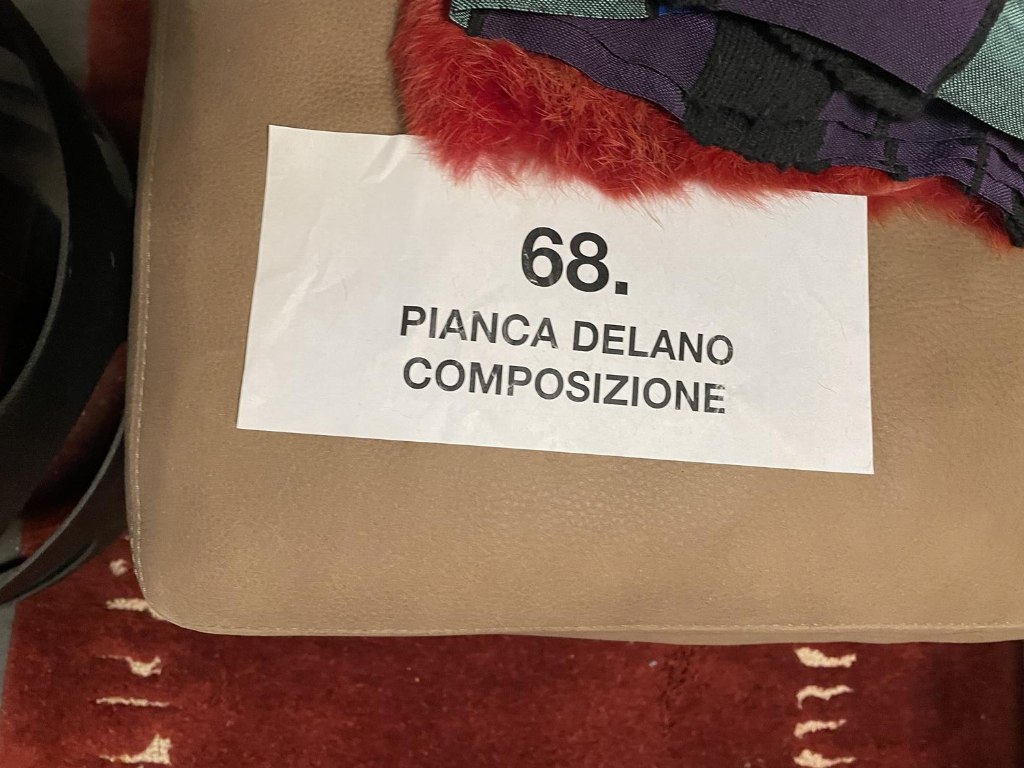 68.
PIANCA DELANO
COMPOSIZIONE